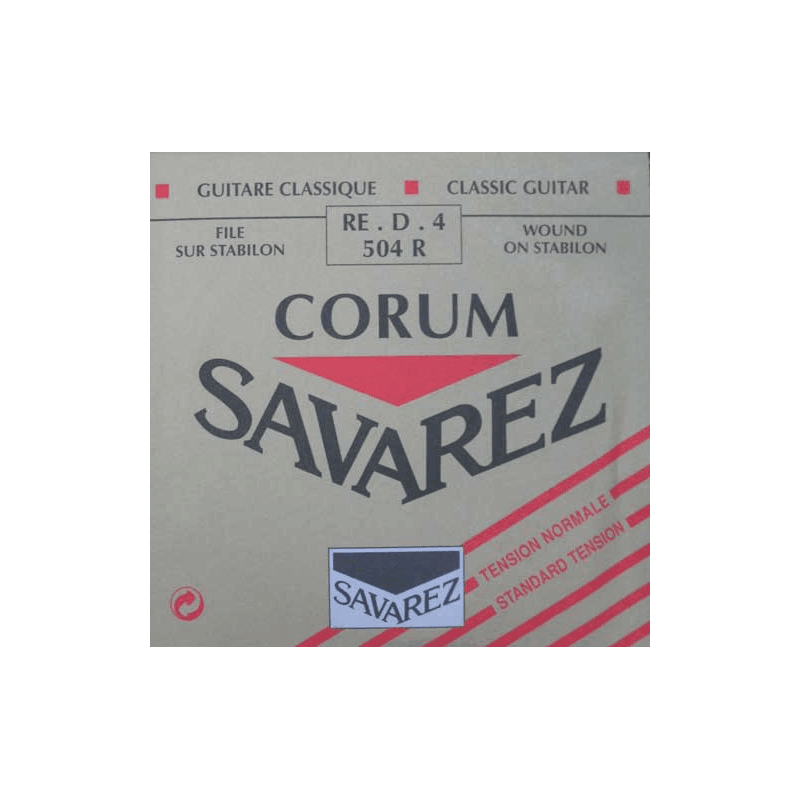 GUITARE CLASSIQUE
CLASSIC GUITAR
FILE
SUR STABILON
RE . D . 4
504 R
WOUND
ON STABILON
CORUM
SAVAREZ
TENSION NORMALE
STANDARD TENSION
SAVAREZ